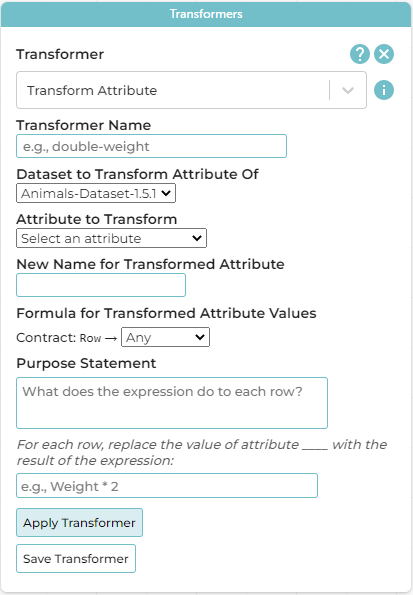 Transformers
Transformer
Transform Attribute
Transformer Name
e.g., double-weight
Dataset to Transform Attribute Of
Animals-Dataset-1.5.1
Attribute to Transform
Select an attribute
New Name for Transformed Attribute
Formula for Transformed Attribute Values
Contract: Row → Any
Purpose Statement
What does the expression do to each row?
For each row, replace the value of attribute ____ with the
result of the expression:
e.g., Weight * 2
Apply Transformer
Save Transformer